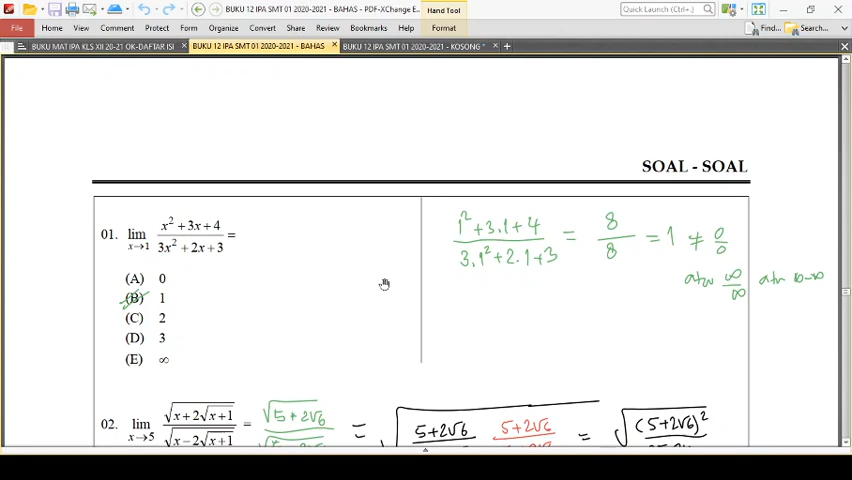 BUKU 12 IPA SMT 01 2020-2021 - BAHAS - PDF-XChange E... Hand Tool Quick Launch (Ctrl+.)
File Home View Comment Protect Form Organize Convert Share Review Bookmarks Help Format Find... Search...
BUKU MAT IPA KLS XII 20-21 OK-DAFTAR ISI × BUKU 12 IPA SMT 01 2020-2021 - BAHAS × BUKU 12 IPA SMT 01 2020-2021 - KOSONG * × +
SOAL - SOAL
01. lim x→1 (x² + 3x + 4)/(3x² + 2x + 3) =
(A) 0
(B) 1
(C) 2
(D) 3
(E) ∞
(1² + 3.1 + 4)/(3.1² + 2.1 + 3) = 8/8 = 1 ≠ 0/0
atau ∞/∞ atau ∞-∞
02. lim x→5 √(x + 2√(x+1))/√(x − 2√(x+1)) = √(5 + 2√6)
= √(5+2√6 5+2√6 = √((5+2√6)²